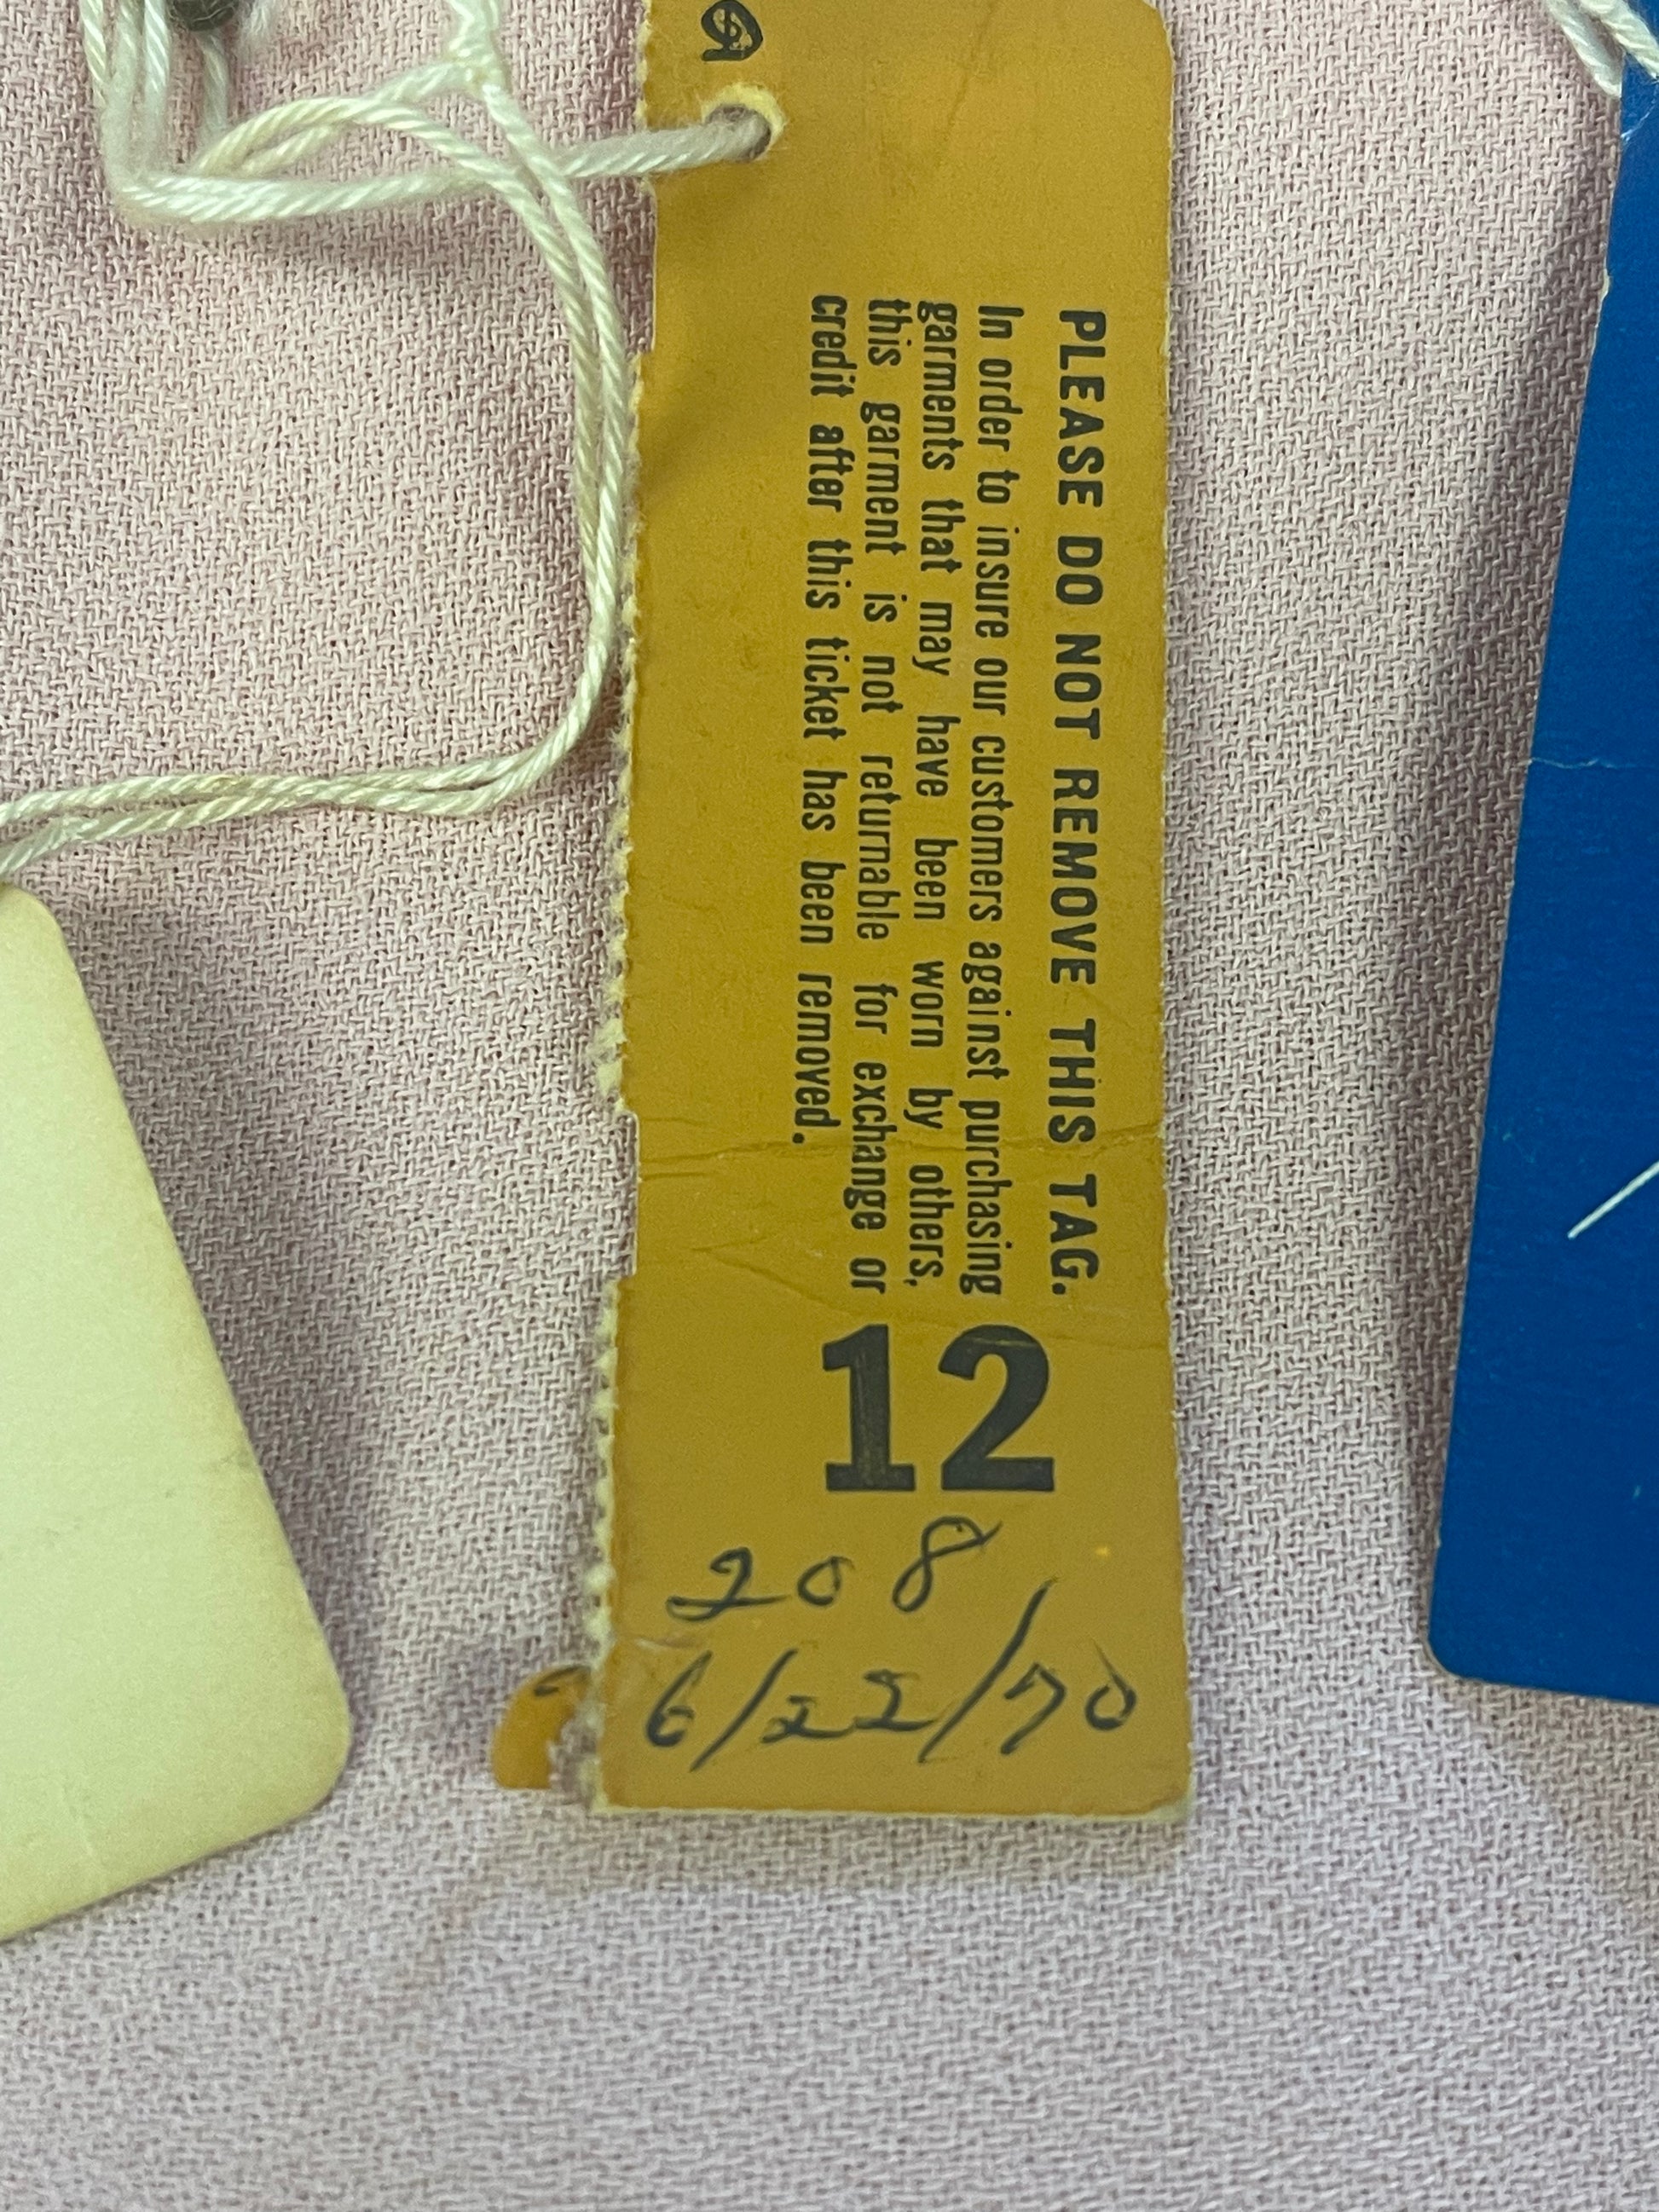 PLEASE DO NOT REMOVE THIS TAG.
In order to insure our customers against purchasing
garments that may have been worn by others,
this garment is not returnable for exchange or
credit after this ticket has been removed.
12
208
6/22/70